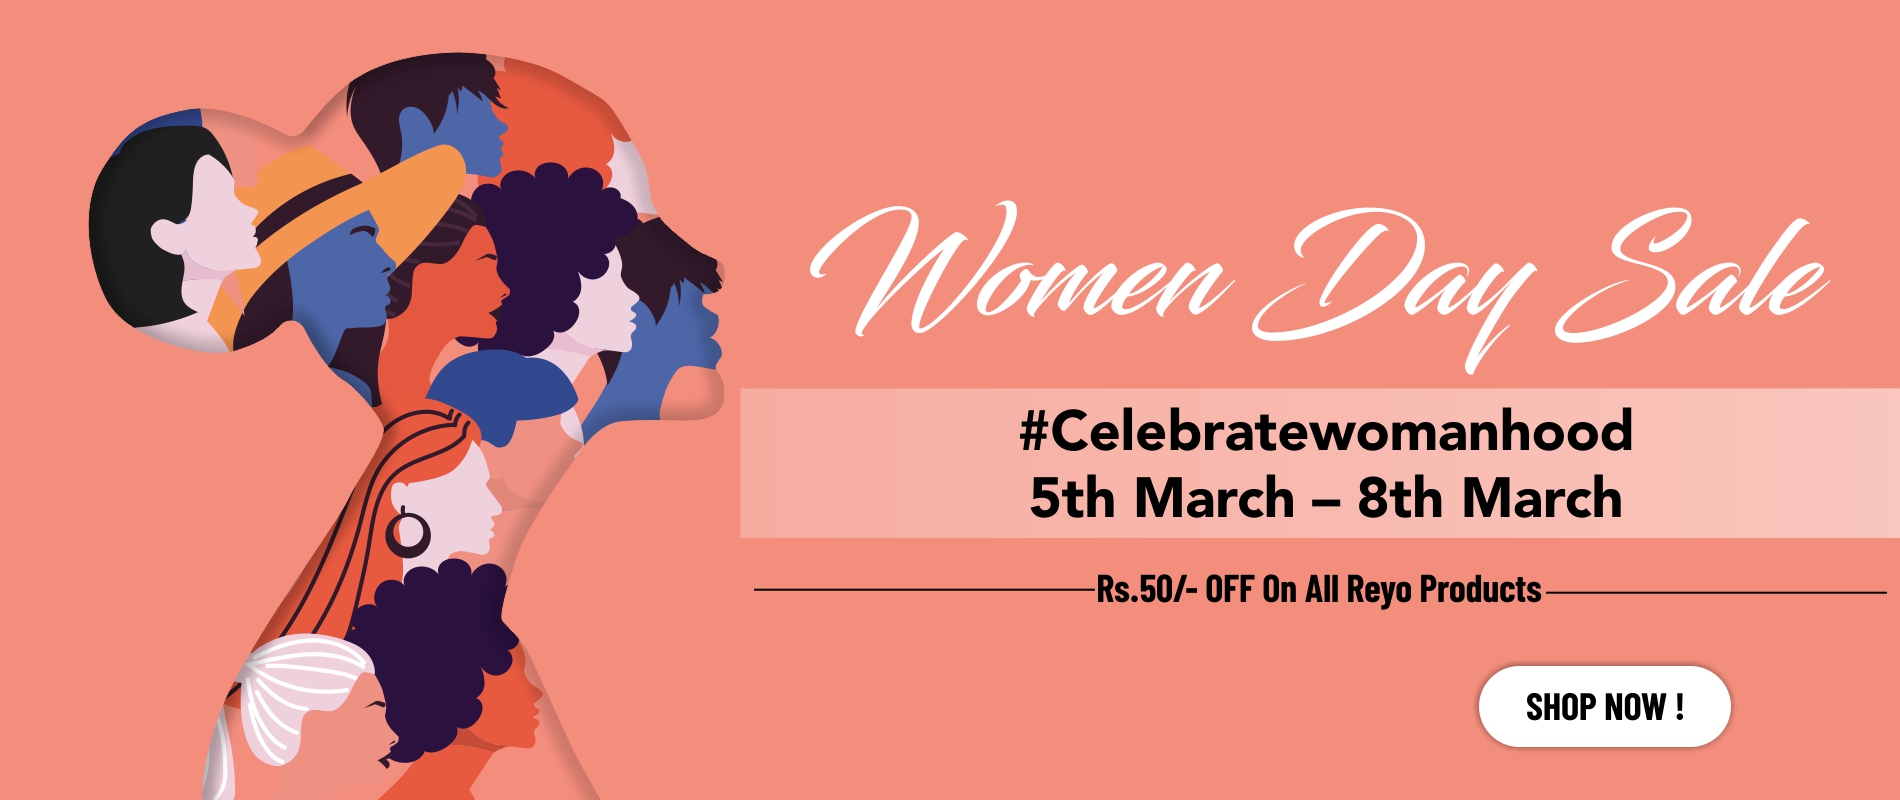 Women Day Sale
#Celebratewomanhood
5th March – 8th March
Rs.50/- OFF On All Reyo Products
SHOP NOW !